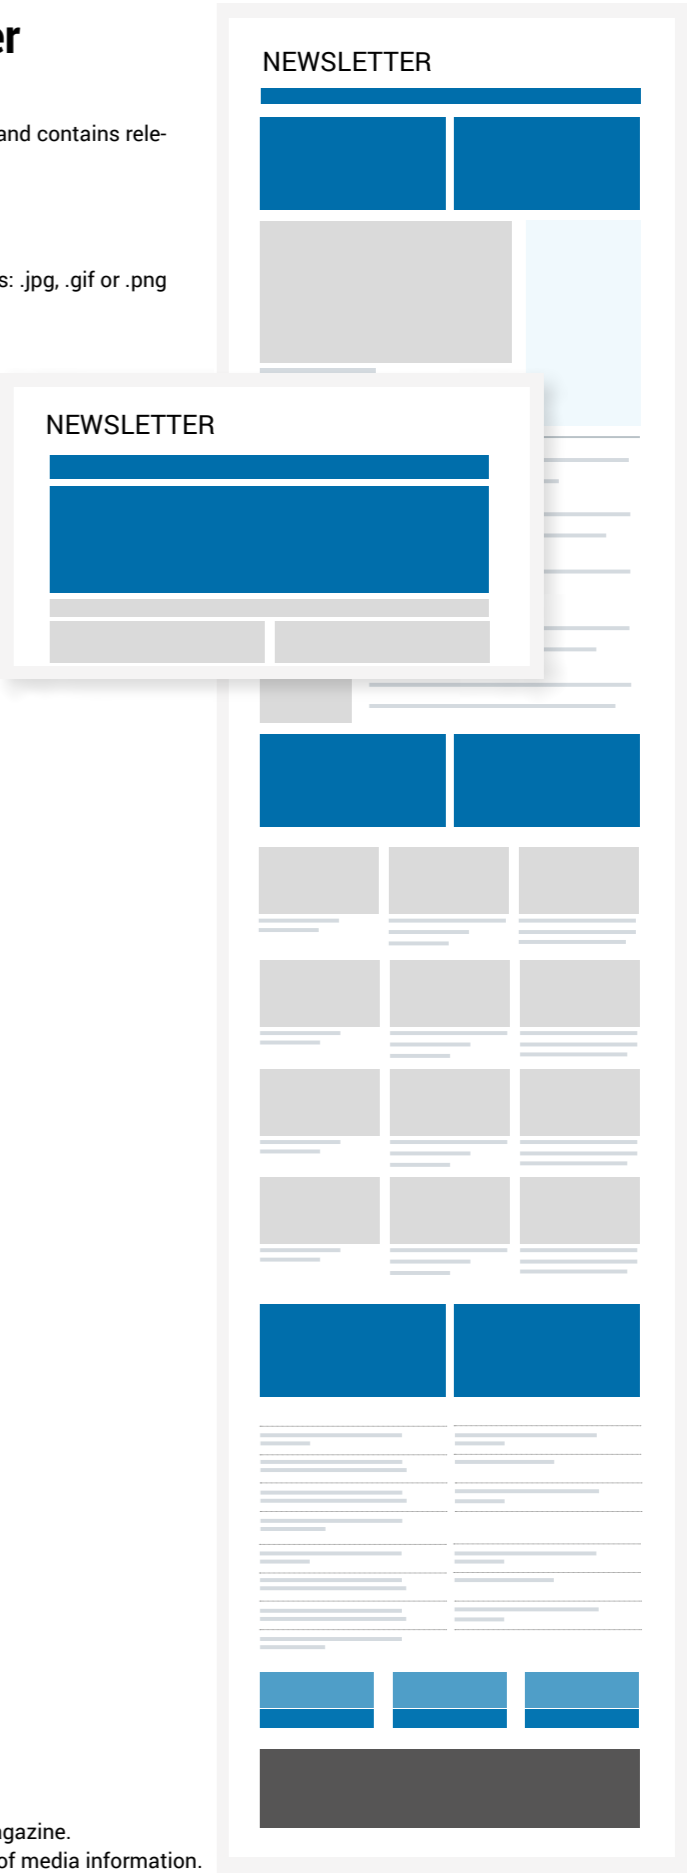 er
NEWSLETTER
and contains rele-
s: .jpg, .gif or .png
NEWSLETTER
gazine.
of media information.